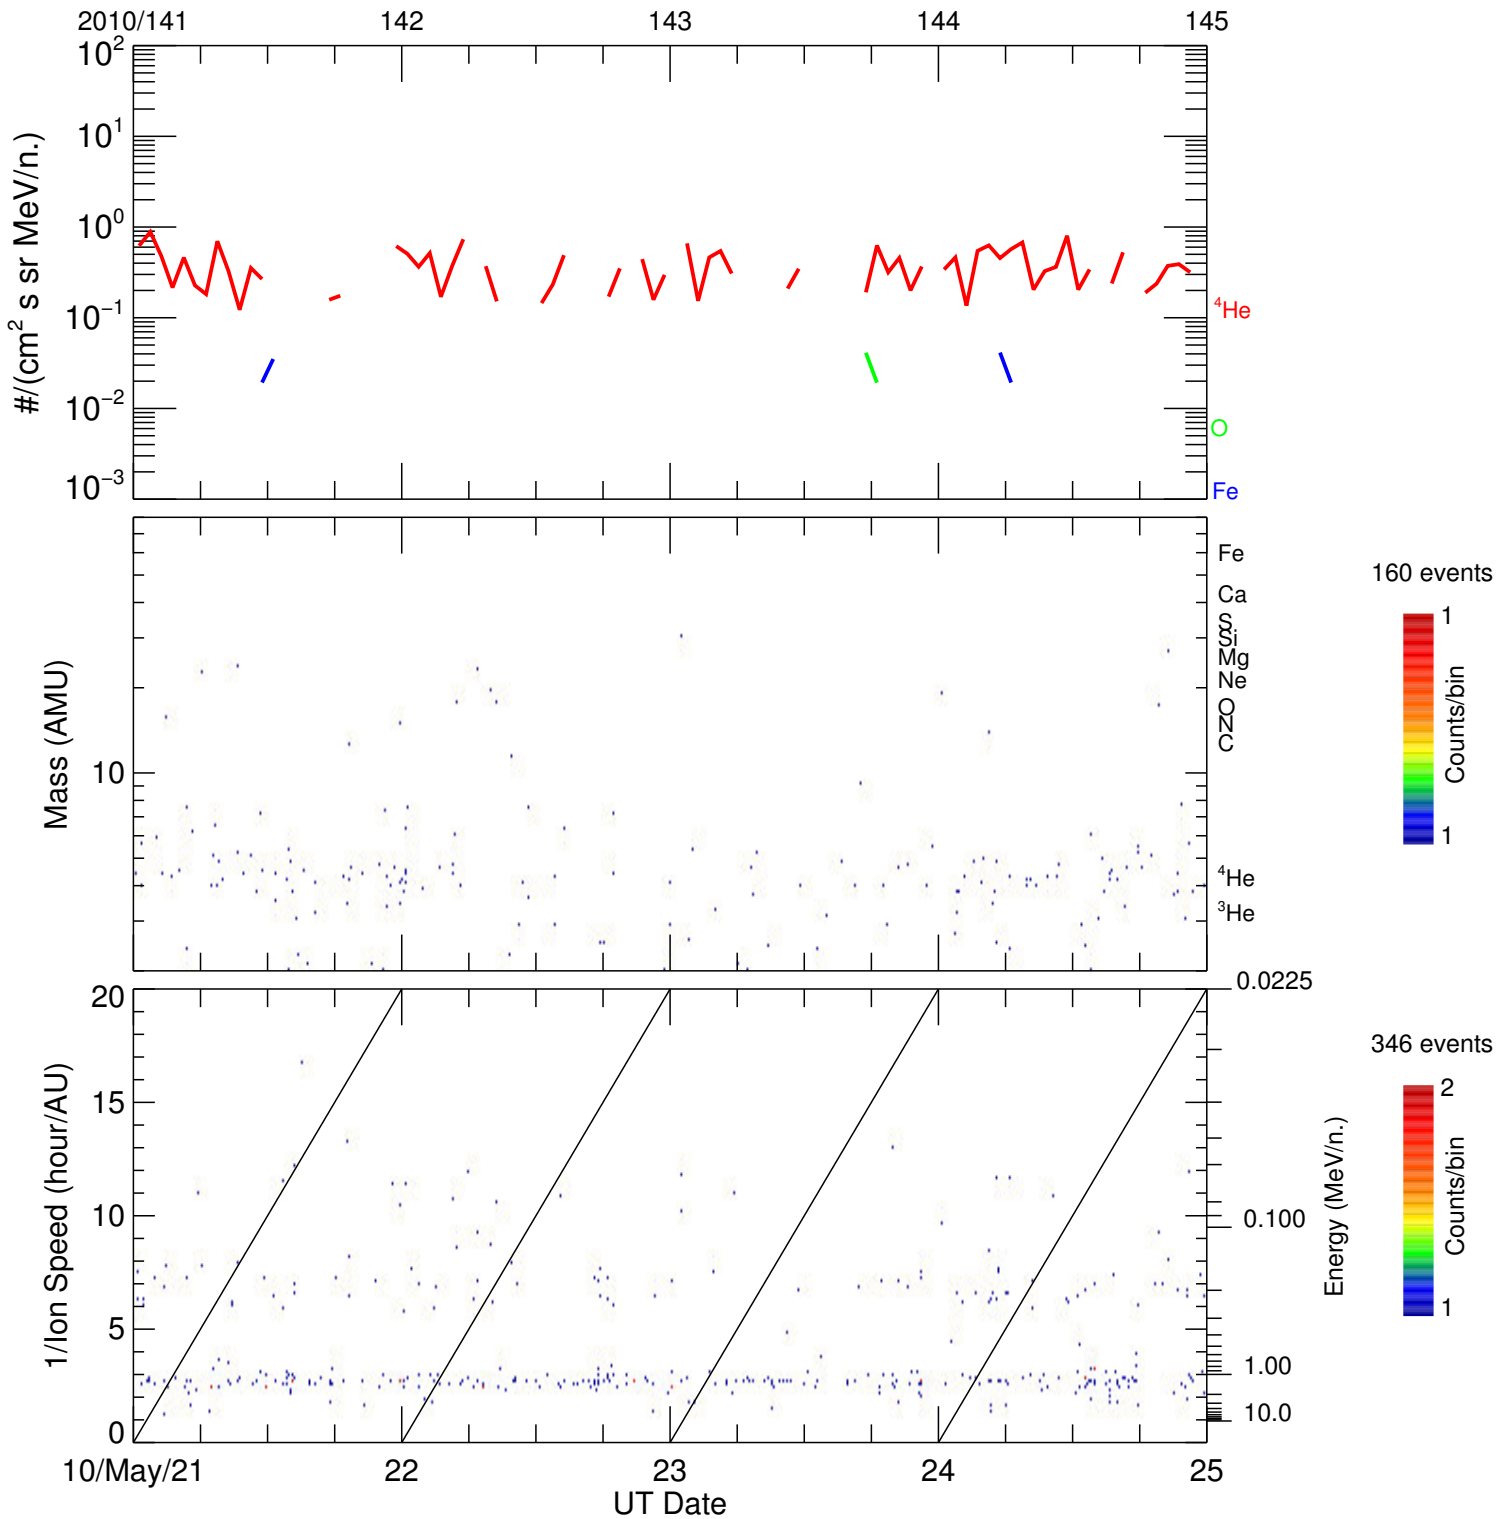 2010/141 142 143 144 145
10²
10¹
10⁰
10⁻¹
10⁻²
10⁻³
#/(cm² s sr MeV/n.)
⁴He
O
Fe
Mass (AMU)
10
Fe
Ca
S
Si
Mg
Ne
O
N
C
⁴He
³He
160 events
1
Counts/bin
1
1/Ion Speed (hour/AU)
20
15
10
5
0
0.0225
0.100
1.00
10.0
Energy (MeV/n.)
346 events
2
Counts/bin
1
10/May/21 22 23 24 25
UT Date